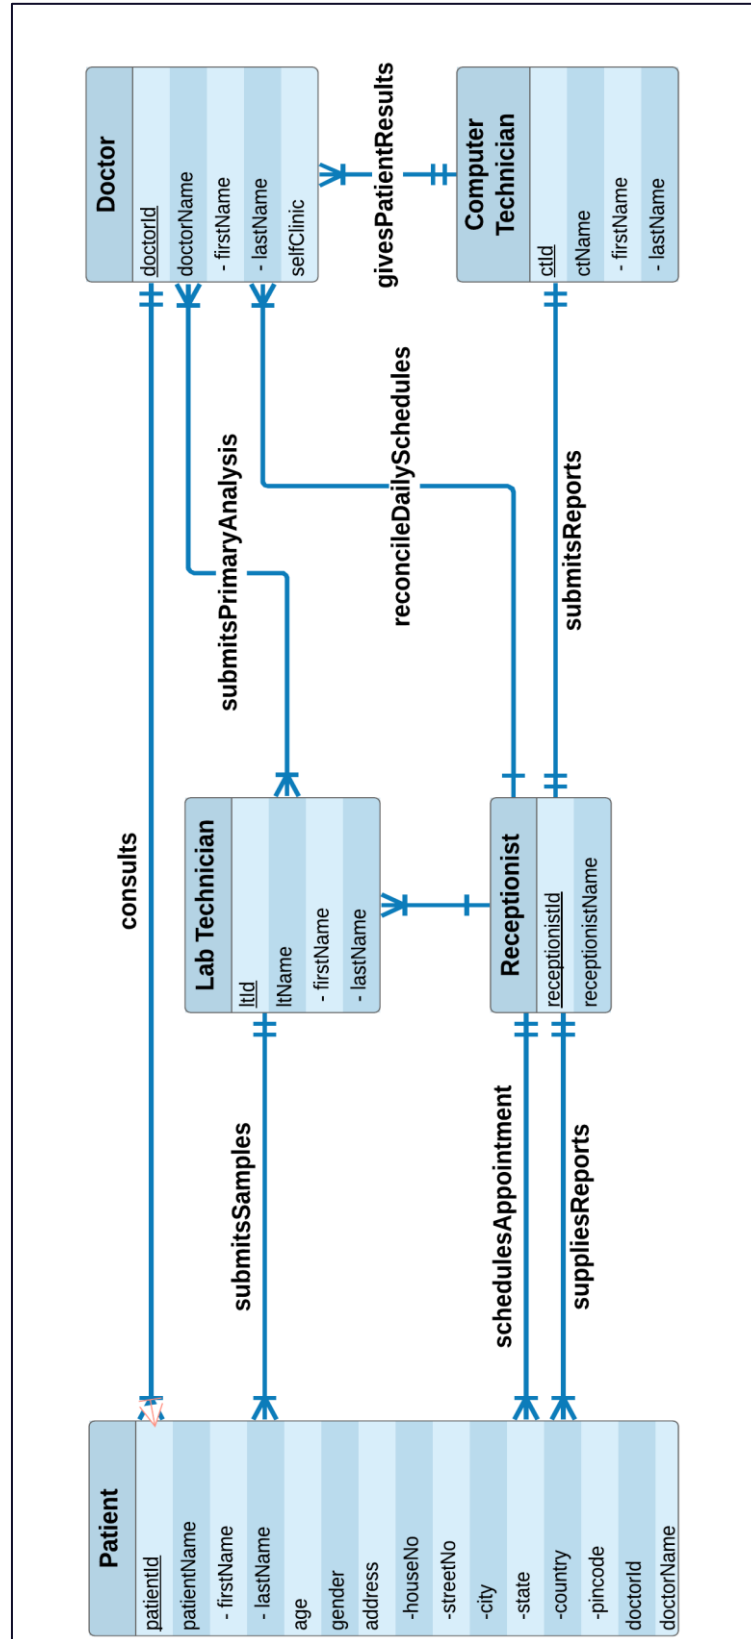 Patient
patientId
patientName
- firstName
- lastName
age
gender
address
-houseNo
-streetNo
-city
-state
-country
-pincode
doctorId
doctorName
consults
submitsSamples
schedulesAppointment
suppliesReports
Lab Technician
ltId
ltName
- firstName
- lastName
Receptionist
receptionistId
receptionistName
submitsPrimaryAnalysis
reconcileDailySchedules
submitsReports
Doctor
doctorId
doctorName
- firstName
- lastName
selfClinic
givesPatientResults
Computer
Technician
ctId
ctName
- firstName
- lastName